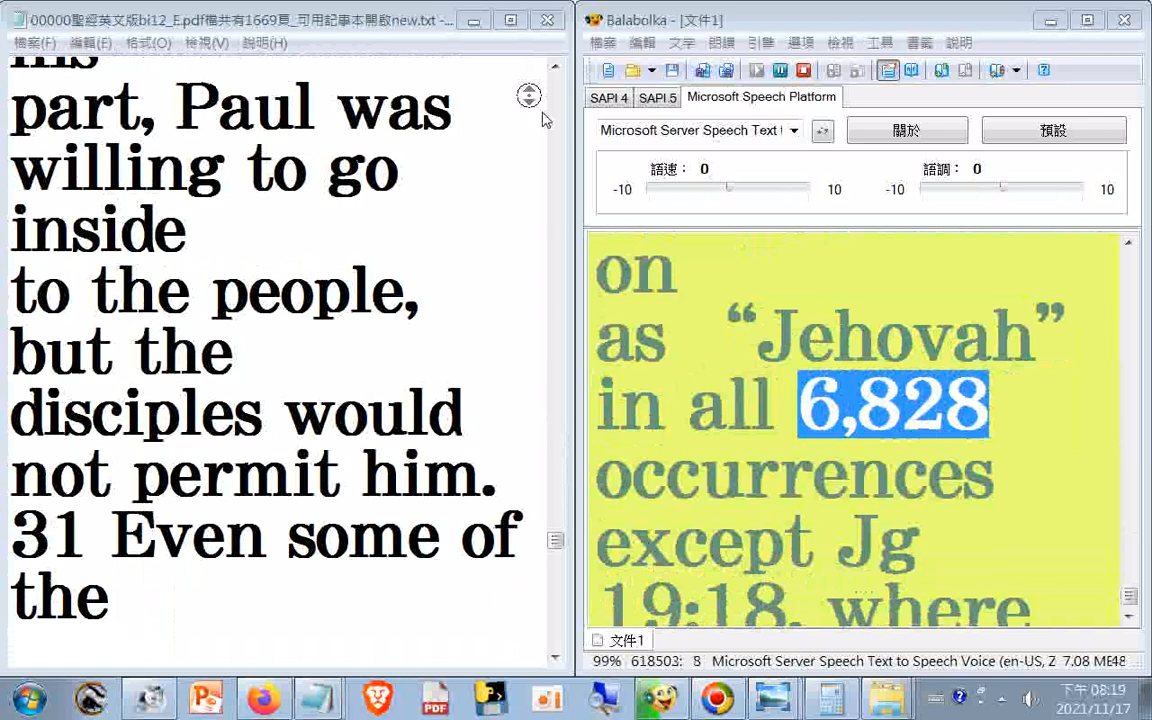 00000聖經英文版bi12_E.pdf檔共有1669頁_可用記事本開啟new.txt -...
檔案(F) 編輯(E) 格式(O) 檢視(V) 說明(H)
part, Paul was
willing to go
inside
to the people,
but the
disciples would
not permit him.
31 Even some of
the
Balabolka - [文件1]
檔案 編輯 文字 朗讀 引擎 選項 檢視 工具 書籤 說明
SAPI 4 SAPI 5 Microsoft Speech Platform
Microsoft Server Speech Text
關於 預設
語速： 0 語調： 0
-10 10 -10 10
on
as “Jehovah”
in all 6,828
occurrences
except Jg
19:18, where
文件1
99% 618503: 8 Microsoft Server Speech Text to Speech Voice (en-US, Z 7.08 ME48
PDF
下午 08:19
2021/11/17